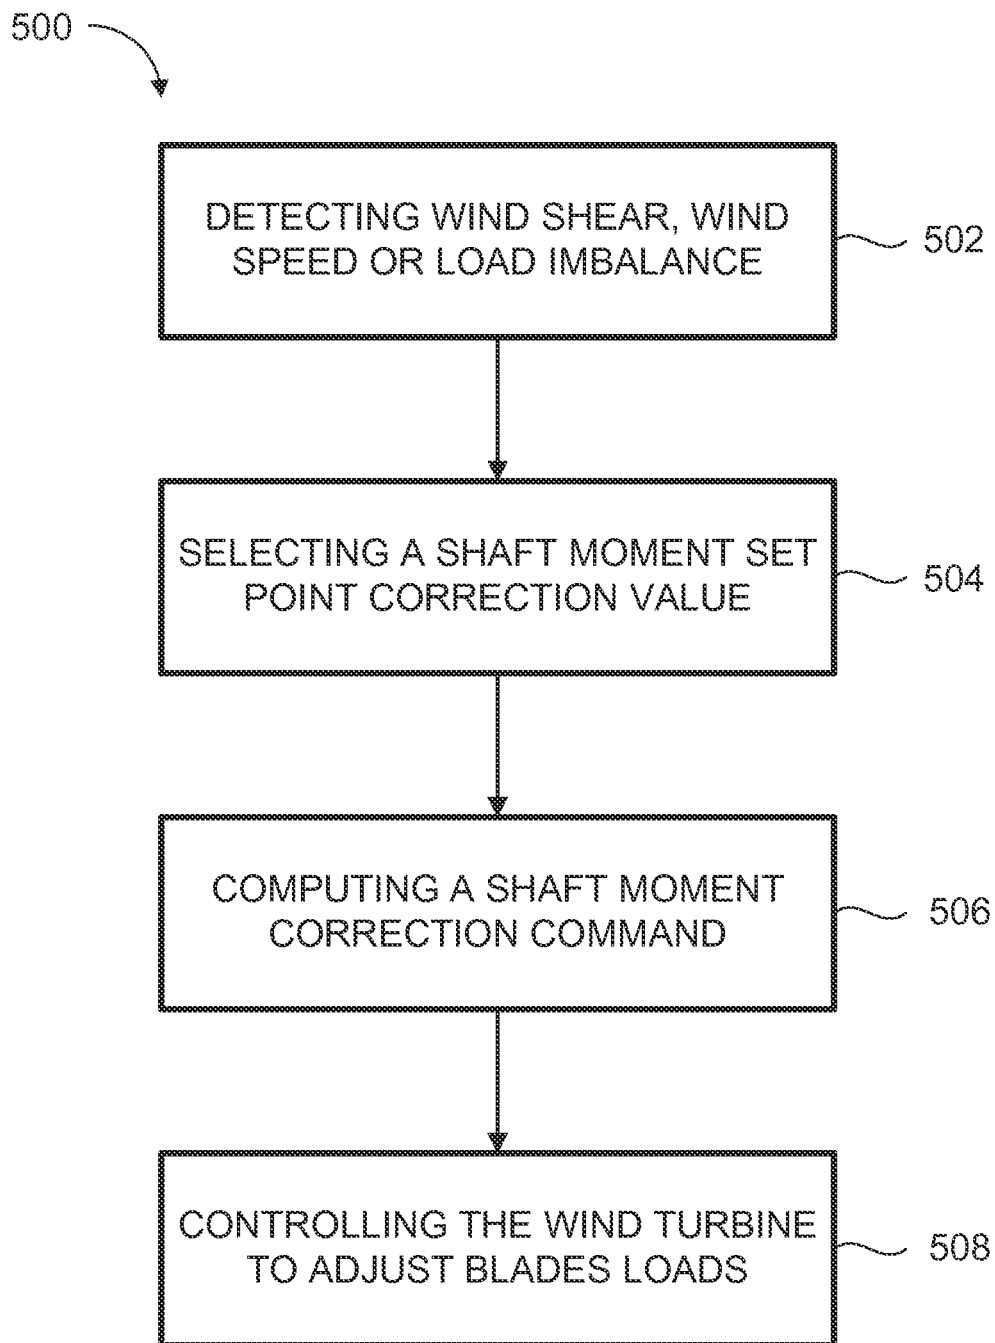 500
DETECTING WIND SHEAR, WIND
SPEED OR LOAD IMBALANCE
502
SELECTING A SHAFT MOMENT SET
POINT CORRECTION VALUE
504
COMPUTING A SHAFT MOMENT
CORRECTION COMMAND
506
CONTROLLING THE WIND TURBINE
TO ADJUST BLADES LOADS
508